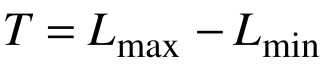 T = L_max − L_min